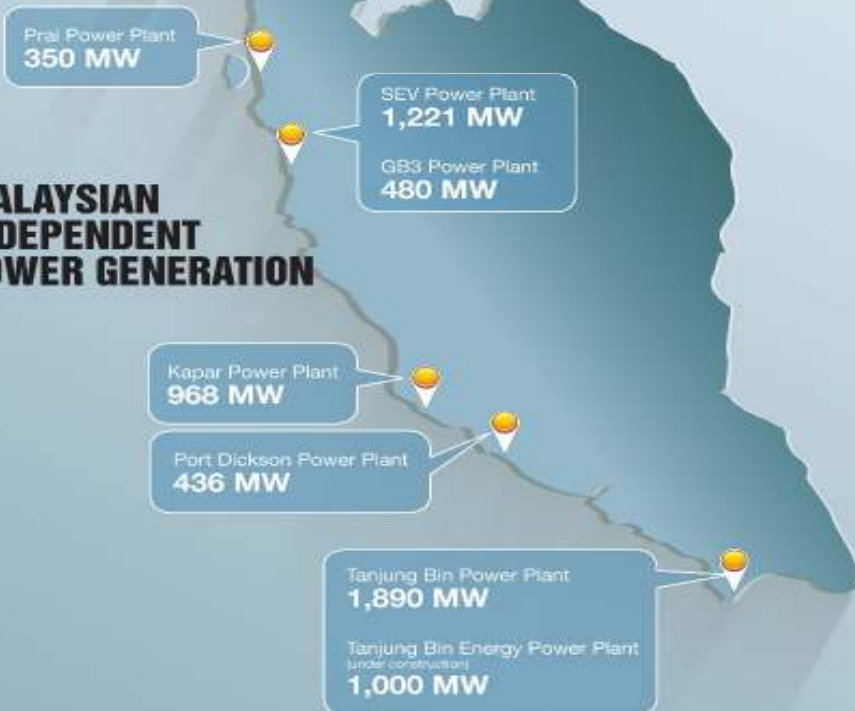 Prai Power Plant
350 MW
SEV Power Plant
1,221 MW
GB3 Power Plant
480 MW
ALAYSIAN
DEPENDENT
OWER GENERATION
Kapar Power Plant
968 MW
Port Dickson Power Plant
436 MW
Tanjung Bin Power Plant
1,890 MW
Tanjung Bin Energy Power Plant
(under construction)
1,000 MW